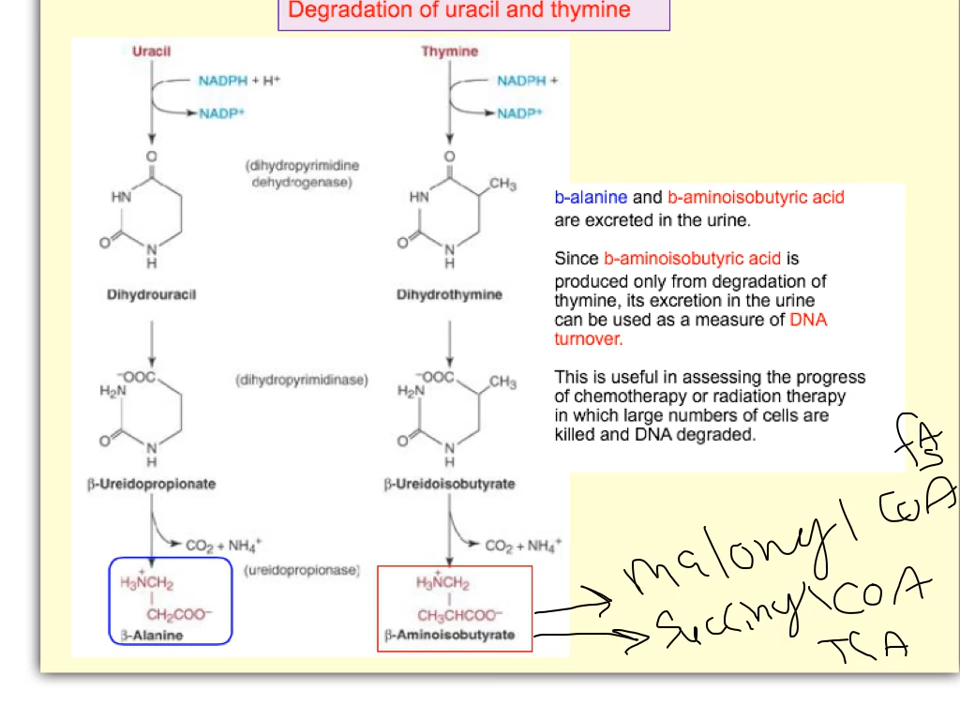 Degradation of uracil and thymine
Uracil
Thymine
NADPH + H⁺
NADPH +
NADP⁺
NADP⁺
O
O
(dihydropyrimidine
dehydrogenase)
CH₃
HN
HN
O
O
N
H
N
H
b-alanine and b-aminoisobutyric acid
are excreted in the urine.
Since b-aminoisobutyric acid is
produced only from degradation of
thymine, its excretion in the urine
can be used as a measure of DNA
turnover.
This is useful in assessing the progress
of chemotherapy or radiation therapy
in which large numbers of cells are
killed and DNA degraded.
Dihydrouracil
Dihydrothymine
⁻OOC
⁻OOC
(dihydropyrimidinase)
CH₃
H₂N
H₂N
O
O
N
H
N
H
β-Ureidopropionate
β-Ureidoisobutyrate
CO₂ + NH₄⁺
CO₂ + NH₄⁺
(ureidopropionase)
H₃N⁺CH₂
CH₂COO⁻
β-Alanine
H₃N⁺CH₂
CH₃CHCOO⁻
β-Aminoisobutyrate
FAS
malonyl CoA
Succinyl COA
TCA